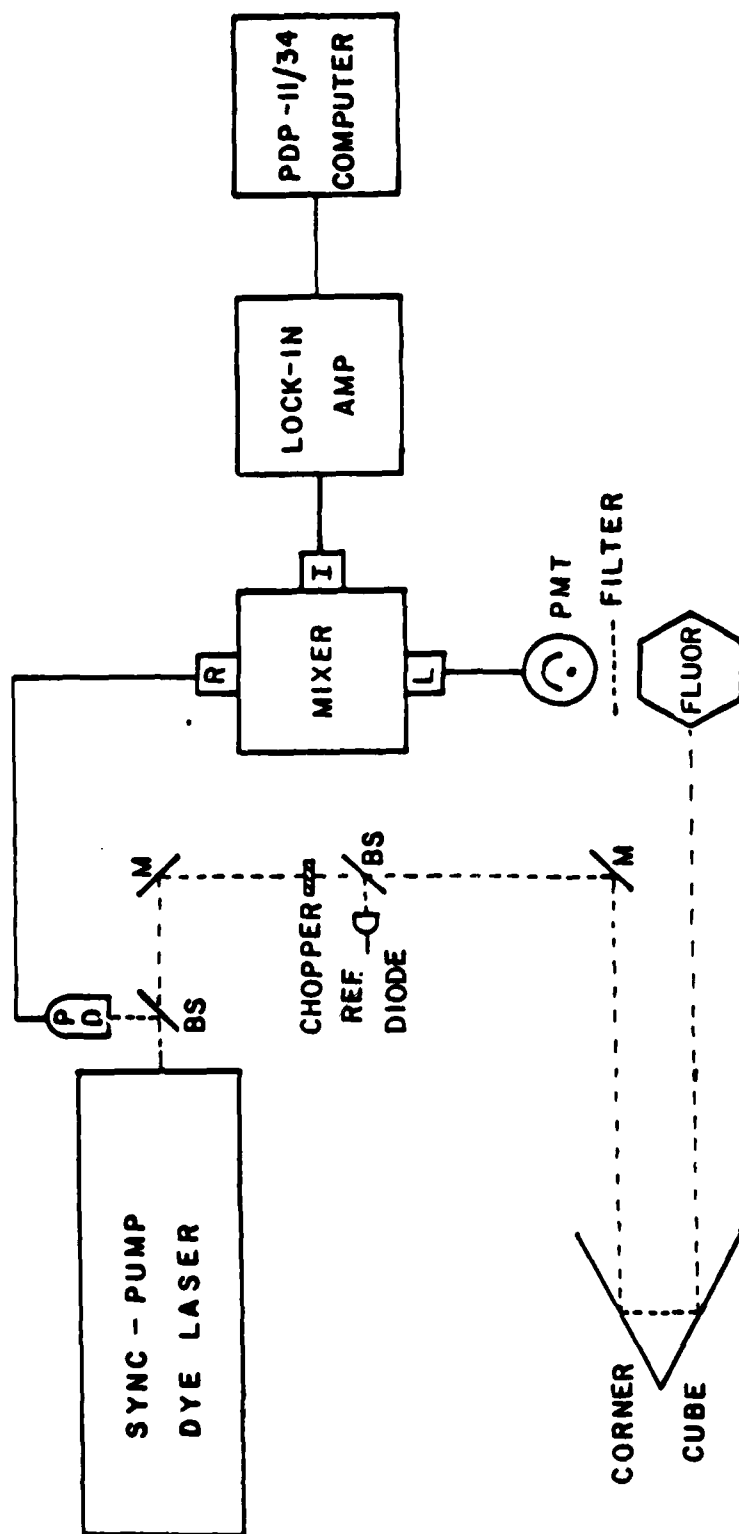 SYNC-PUMP
DYE LASER
PD
BS
M
CHOPPER
REF.
DIODE
BS
M
CORNER
CUBE
R
MIXER
L
I
LOCK-IN
AMP
PDP-11/34
COMPUTER
PMT
FILTER
FLUOR